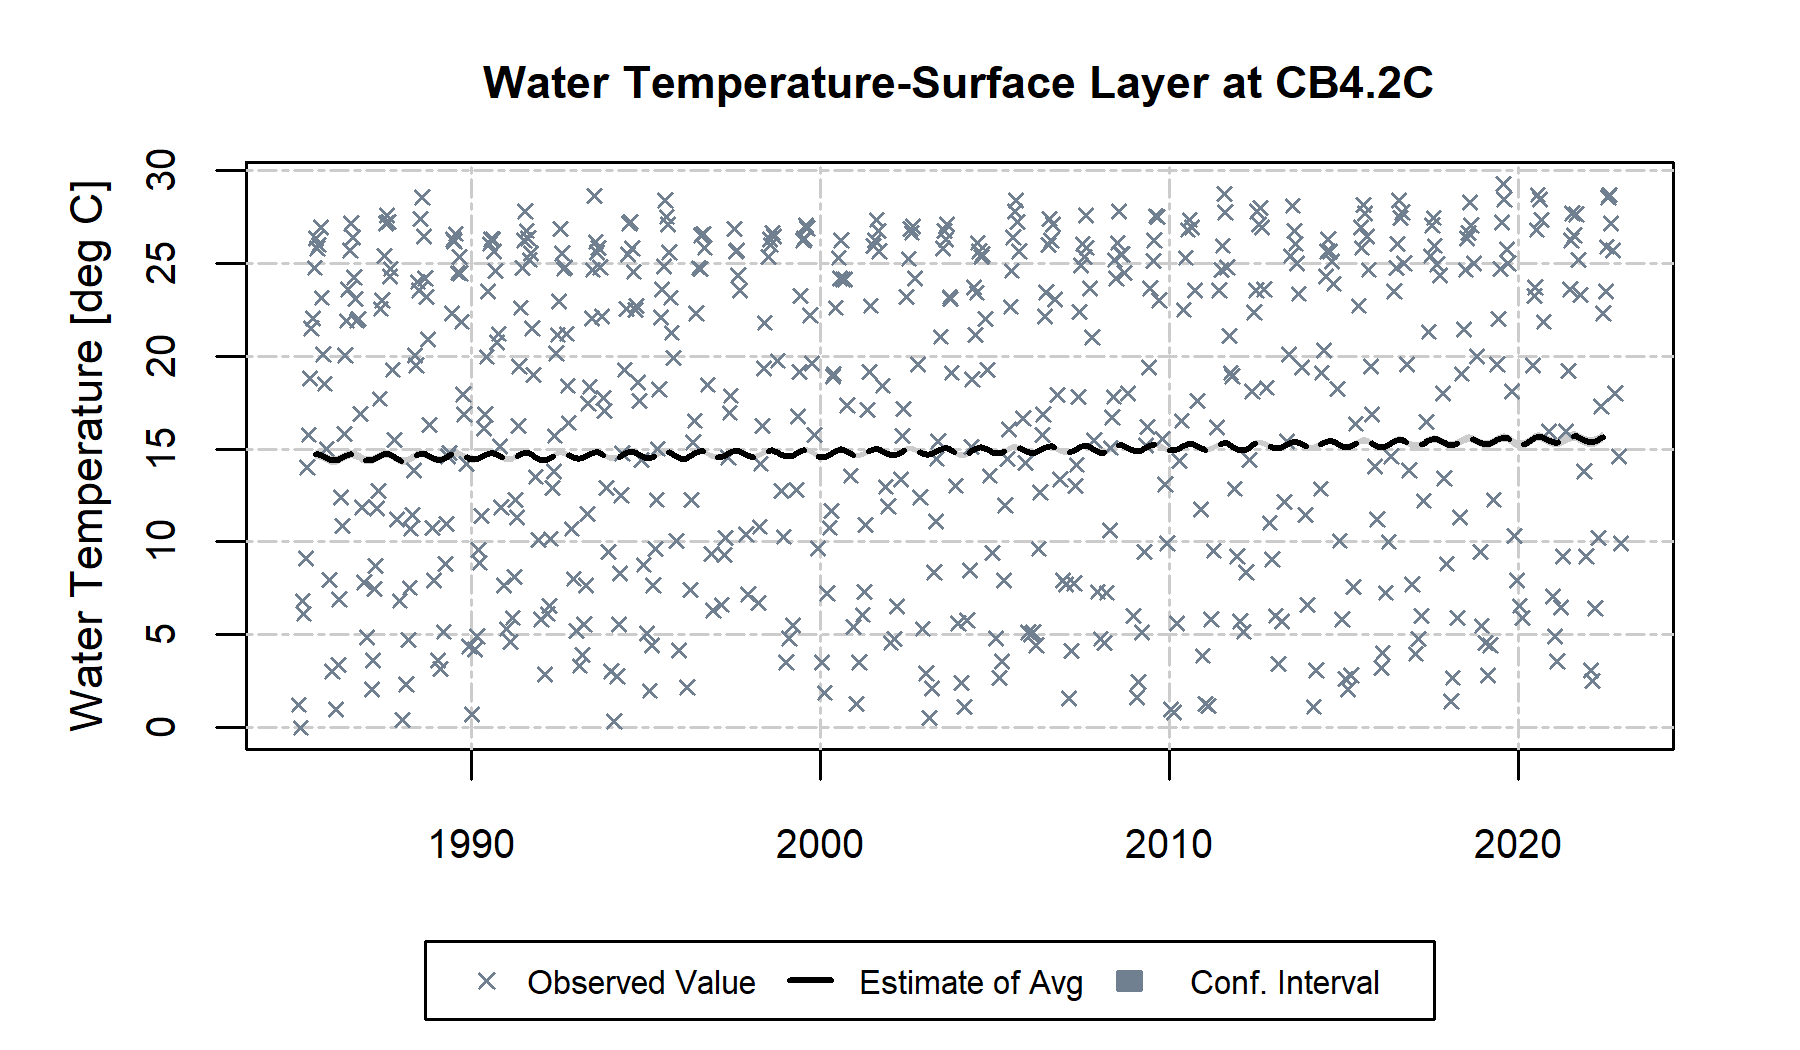 Water Temperature-Surface Layer at CB4.2C
Water Temperature [deg C]
30
25
20
15
10
5
0
1990 2000 2010 2020
Observed Value Estimate of Avg Conf. Interval